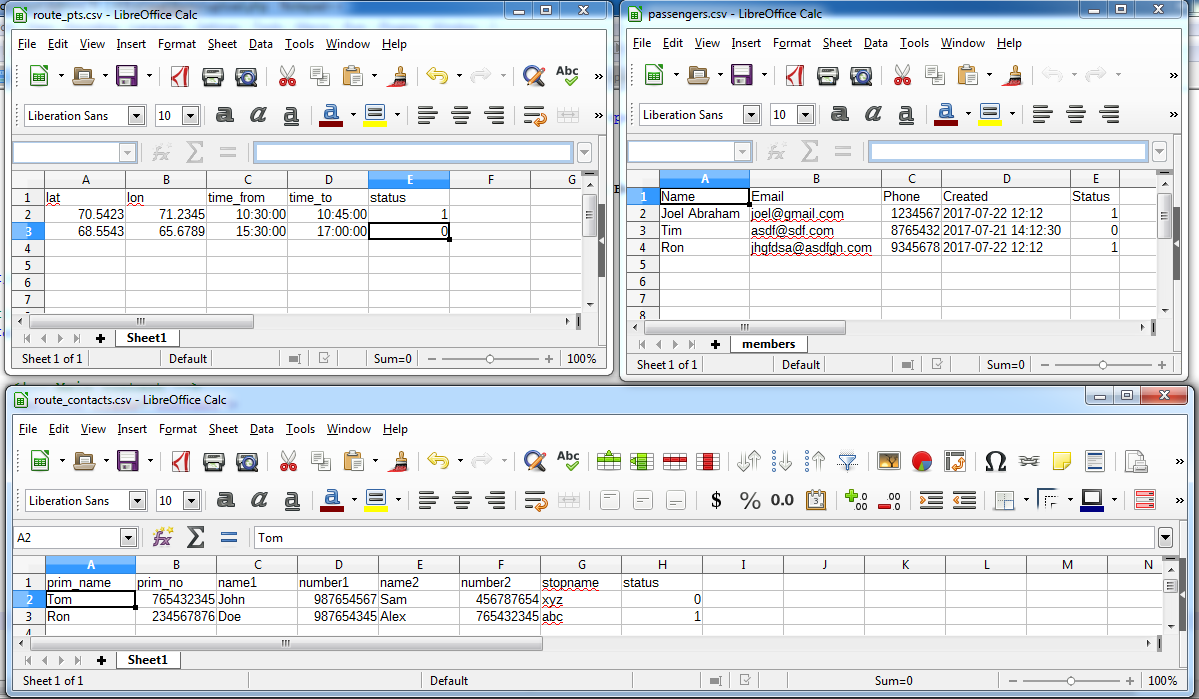 route_pts.csv - LibreOffice Calc
File Edit View Insert Format Sheet Data Tools Window Help
Abc »
Liberation Sans 10 a a a a »
fx Σ =
A B C D E F G
1 lat lon time_from time_to status
2 70.5423 71.2345 10:30:00 10:45:00 1
3 68.5543 65.6789 15:30:00 17:00:00 0
4
5
6
7
Sheet1
Sheet 1 of 1 Default Sum=0 100%
passengers.csv - LibreOffice Calc
File Edit View Insert Format Sheet Data Tools Window Help
»
Liberation Sans 10 a a a a »
fx Σ =
A B C D E
1 Name Email Phone Created Status
2 Joel Abraham joel@gmail.com 1234567 2017-07-22 12:12 1
3 Tim asdf@sdf.com 8765432 2017-07-21 14:12:30 0
4 Ron jhgfdsa@asdfgh.com 9345678 2017-07-22 12:12 1
5
6
7
8
members
Sheet 1 of 1 Default Sum=0
route_contacts.csv - LibreOffice Calc
File Edit View Insert Format Sheet Data Tools Window Help
Abc Ω »
Liberation Sans 10 a a a a $ % 0.0 .00 .00 »
A2 fx Σ = Tom
A B C D E F G H I J K L M N
1 prim_name prim_no name1 number1 name2 number2 stopname status
2 Tom 765432345 John 987654567 Sam 456787654 xyz 0
3 Ron 234567876 Doe 987654345 Alex 765432345 abc 1
4
Sheet1
Sheet 1 of 1 Default Sum=0 100%